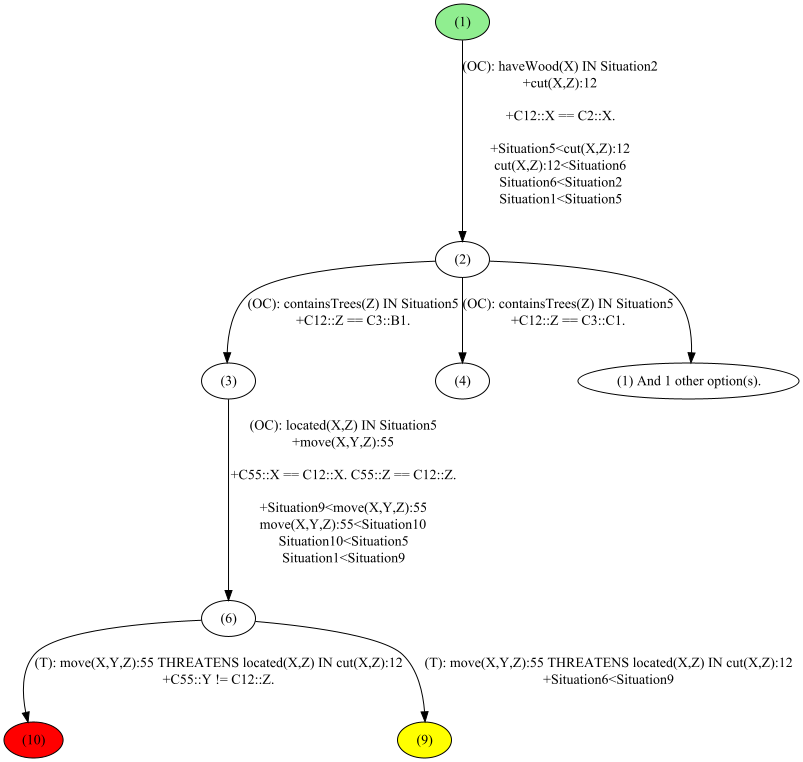 (1)
(OC): haveWood(X) IN Situation2
+cut(X,Z):12
+C12::X == C2::X.
+Situation5<cut(X,Z):12
cut(X,Z):12<Situation6
Situation6<Situation2
Situation1<Situation5
(2)
(OC): containsTrees(Z) IN Situation5
+C12::Z == C3::B1.
(OC): containsTrees(Z) IN Situation5
+C12::Z == C3::C1.
(3)
(4)
(1) And 1 other option(s).
(OC): located(X,Z) IN Situation5
+move(X,Y,Z):55
+C55::X == C12::X. C55::Z == C12::Z.
+Situation9<move(X,Y,Z):55
move(X,Y,Z):55<Situation10
Situation10<Situation5
Situation1<Situation9
(6)
(T): move(X,Y,Z):55 THREATENS located(X,Z) IN cut(X,Z):12
+C55::Y != C12::Z.
(T): move(X,Y,Z):55 THREATENS located(X,Z) IN cut(X,Z):12
+Situation6<Situation9
(10)
(9)